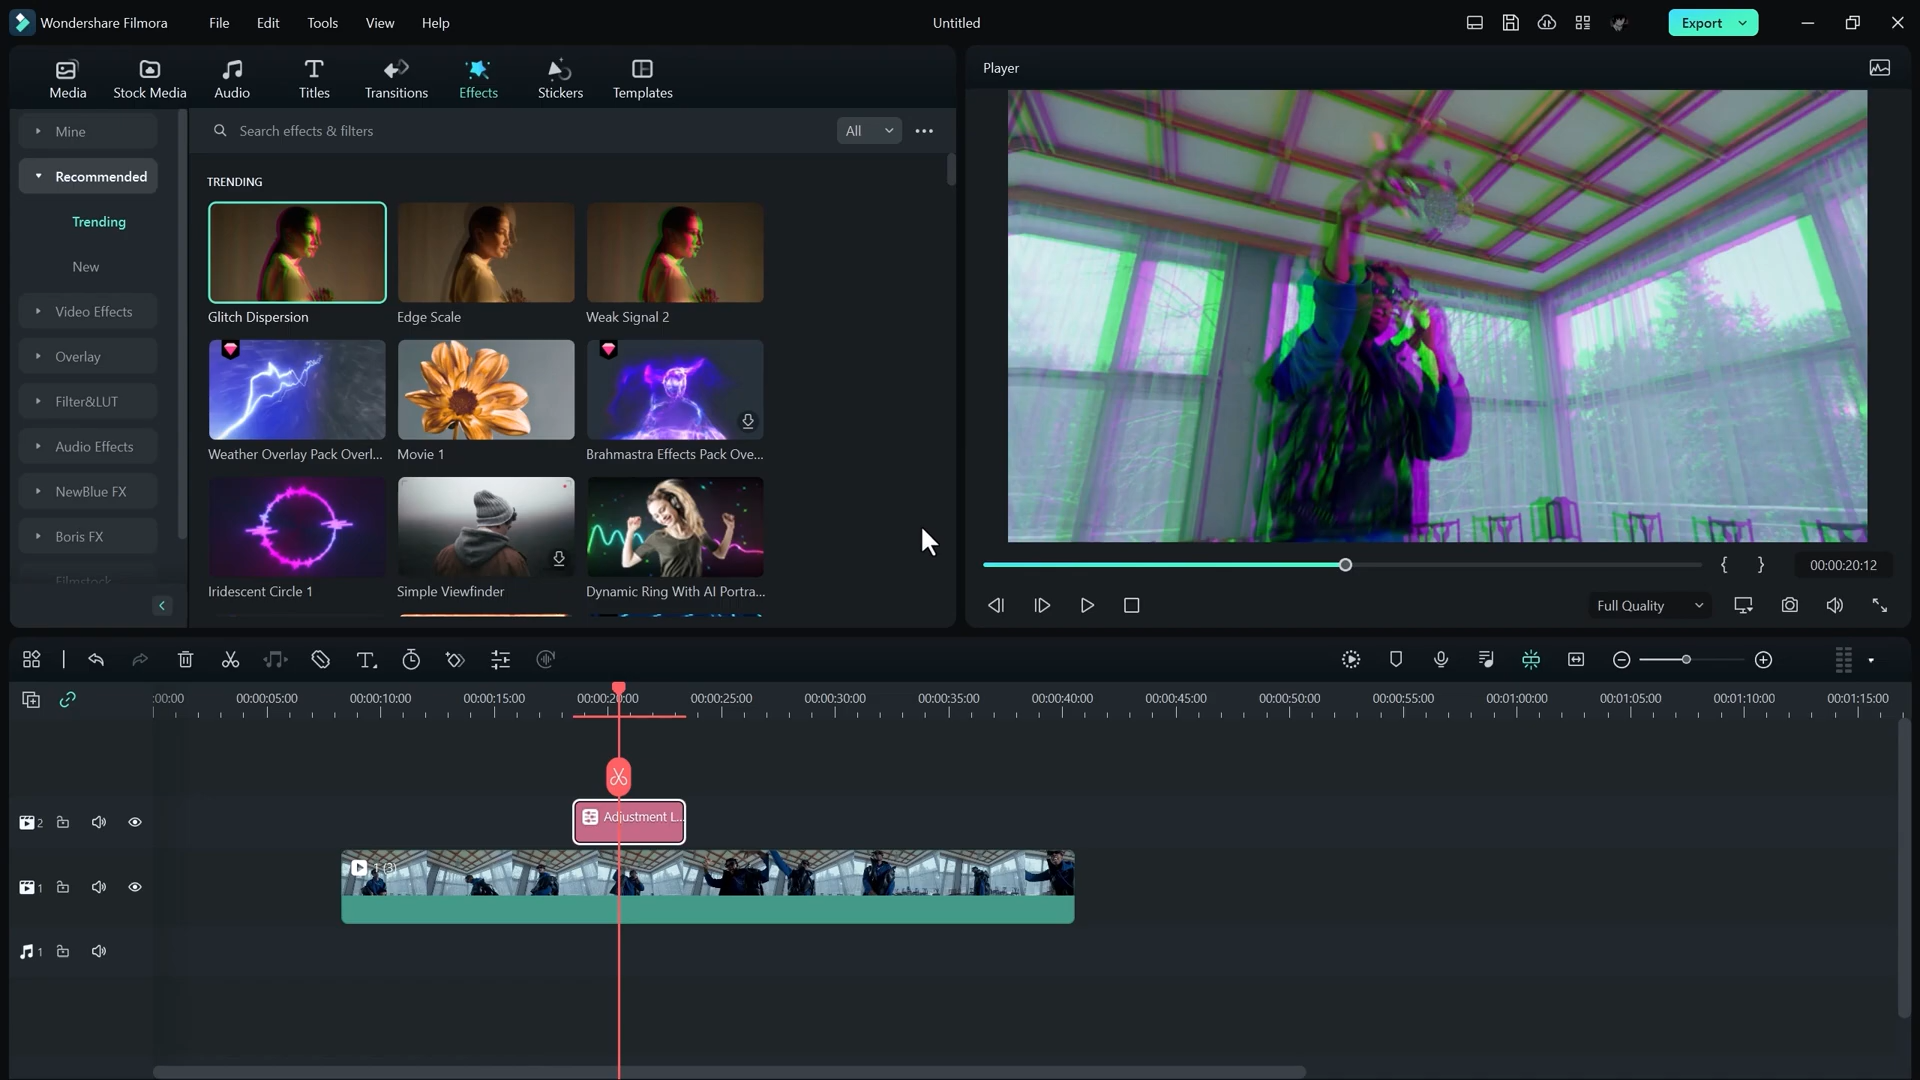 Wondershare Filmora
File
Edit
Tools
View
Help
Untitled
Export
Media
Stock Media
Audio
Titles
Transitions
Effects
Stickers
Templates
Player
Mine
Recommended
Trending
New
Video Effects
Overlay
Filter&LUT
Audio Effects
NewBlue FX
Boris FX
Filmstock
Search effects & filters
All
TRENDING
Glitch Dispersion
Edge Scale
Weak Signal 2
Weather Overlay Pack Overl...
Movie 1
Brahmastra Effects Pack Ove...
Iridescent Circle 1
Simple Viewfinder
Dynamic Ring With AI Portra...
{ }
00:00:20:12
Full Quality
:00:00
00:00:05:00
00:00:10:00
00:00:15:00
00:00:20:00
00:00:25:00
00:00:30:00
00:00:35:00
00:00:40:00
00:00:45:00
00:00:50:00
00:00:55:00
00:01:00:00
00:01:05:00
00:01:10:00
00:01:15:00
2
Adjustment L...
1
1 (3)
1